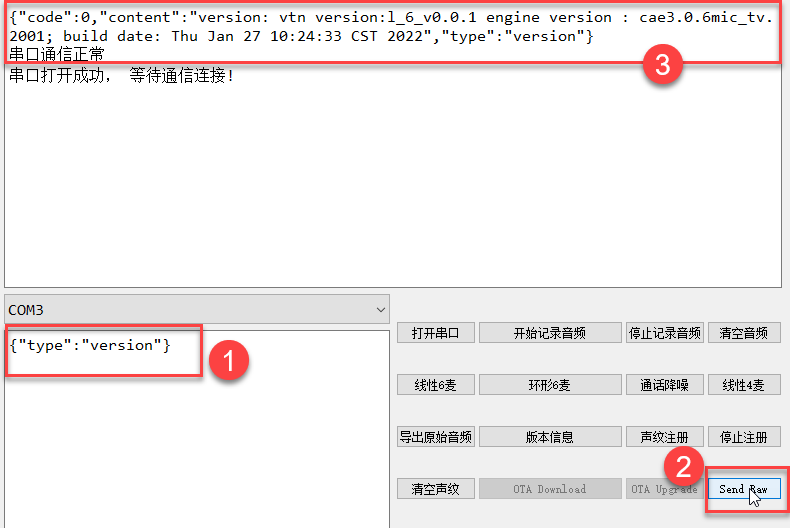 {"code":0,"content":"version: vtn version:l_6_v0.0.1 engine version : cae3.0.6mic_tv.
2001; build date: Thu Jan 27 10:24:33 CST 2022","type":"version"}
串口通信正常
3
串口打开成功, 等待通信连接!
COM3
{"type":"version"}
1
打开串口 开始记录音频 停止记录音频 清空音频
线性6麦 环形6麦 通话降噪 线性4麦
导出原始音频 版本信息 声纹注册 停止注册
2
清空声纹 OTA Download OTA Upgrade Send Raw